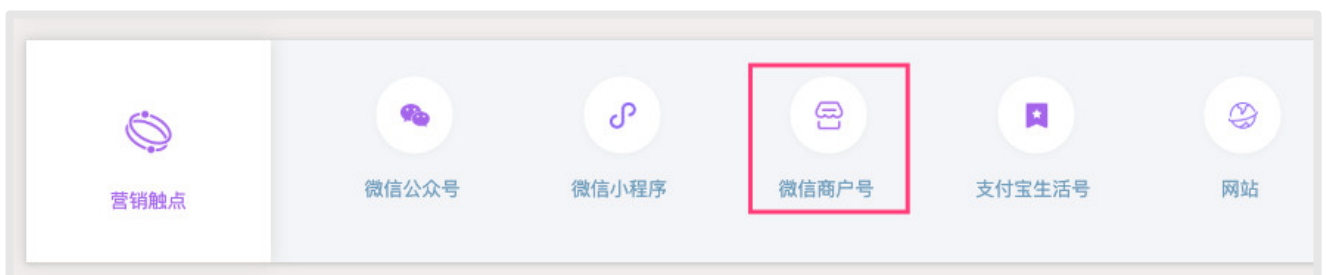 营销触点
微信公众号
微信小程序
微信商户号
支付宝生活号
网站